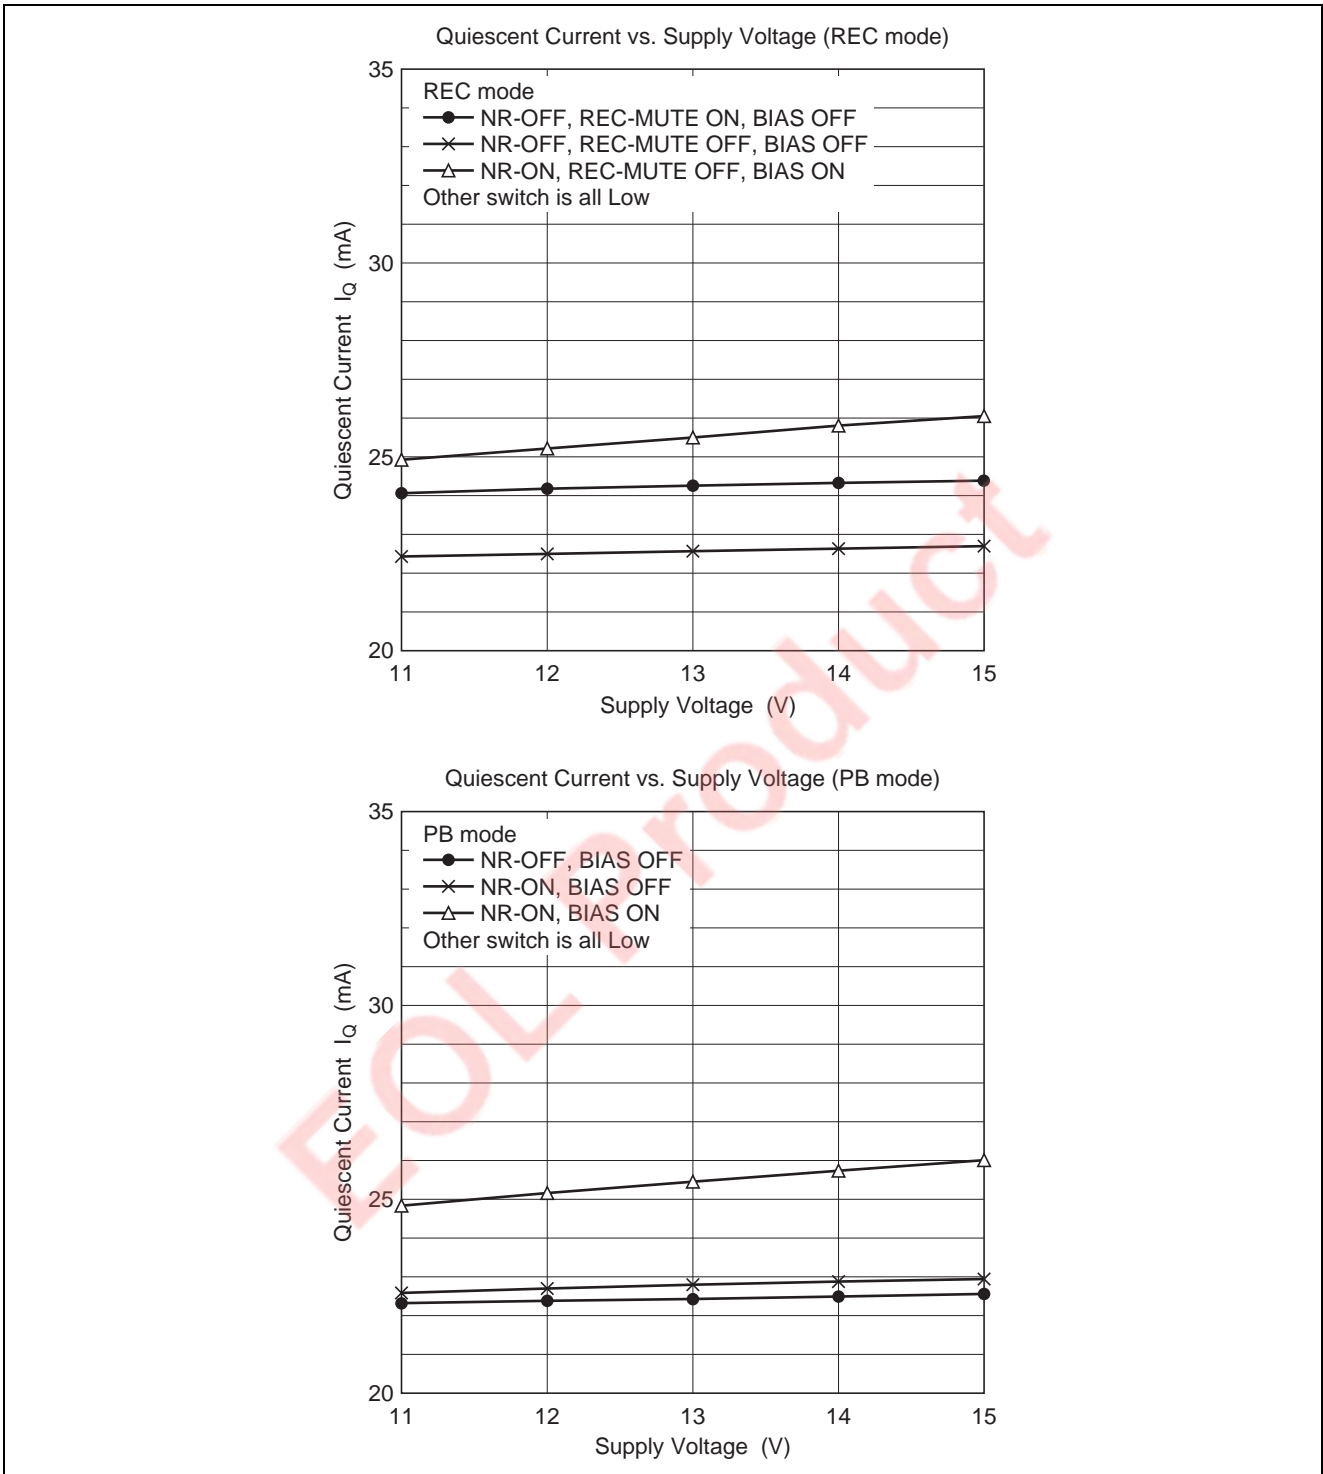 Quiescent Current vs. Supply Voltage (REC mode)
35
REC mode
NR-OFF, REC-MUTE ON, BIAS OFF
NR-OFF, REC-MUTE OFF, BIAS OFF
NR-ON, REC-MUTE OFF, BIAS ON
Other switch is all Low
30
Quiescent Current IQ (mA)
25
20
11 12 13 14 15
Supply Voltage (V)
Quiescent Current vs. Supply Voltage (PB mode)
35
PB mode
NR-OFF, BIAS OFF
NR-ON, BIAS OFF
NR-ON, BIAS ON
Other switch is all Low
30
Quiescent Current IQ (mA)
25
20
11 12 13 14 15
Supply Voltage (V)
EOL Product